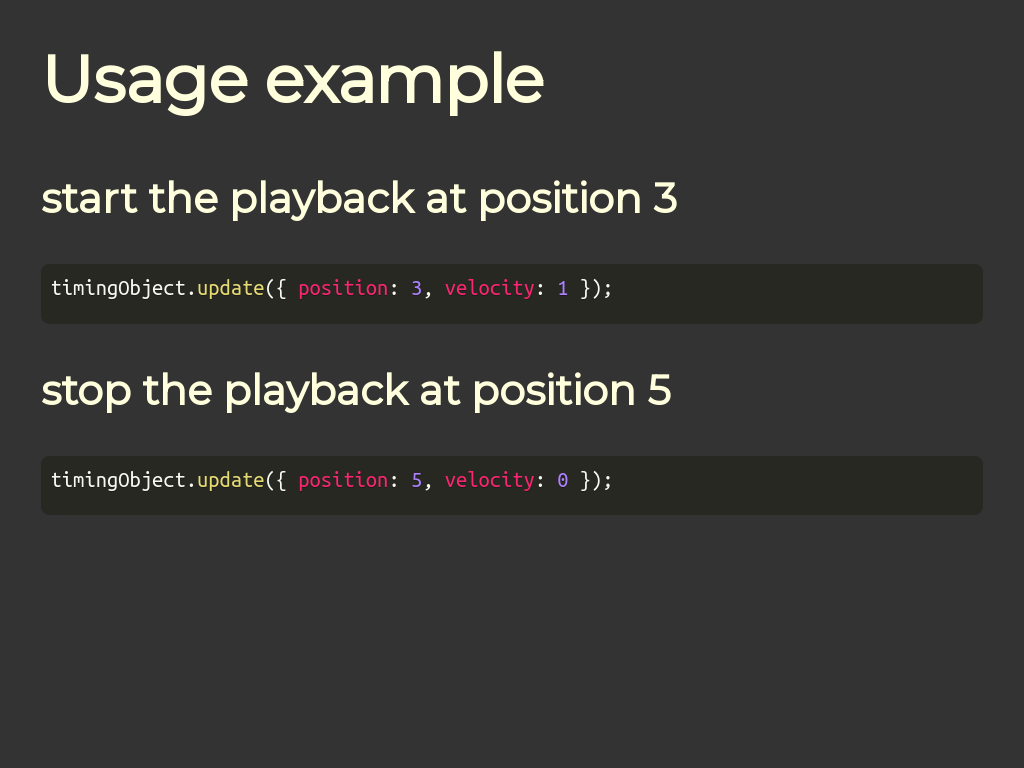 Usage example
start the playback at position 3
timingObject.update({ position: 3, velocity: 1 });
stop the playback at position 5
timingObject.update({ position: 5, velocity: 0 });